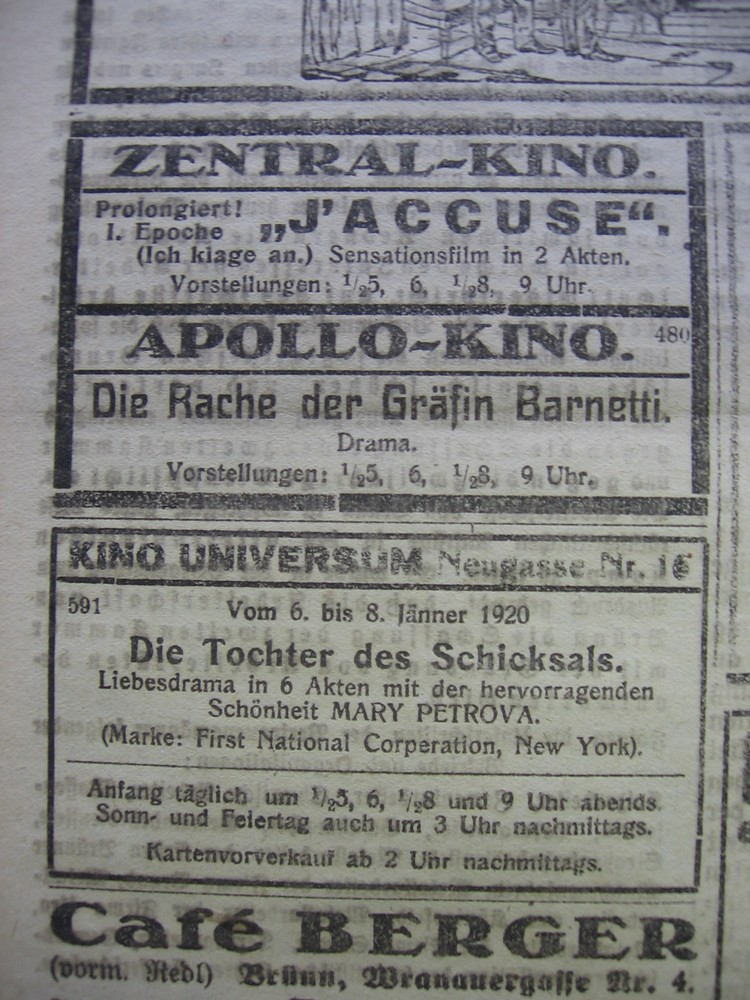 ZENTRAL-KINO.
Prolongiert!
I. Epoche „J'ACCUSE“.
(Ich klage an.) Sensationsfilm in 2 Akten.
Vorstellungen: 1/25, 6, 1/28, 9 Uhr.
APOLLO-KINO. 480
Die Rache der Gräfin Barnetti.
Drama.
Vorstellungen: 1/25, 6, 1/28, 9 Uhr.
KINO UNIVERSUM Neugasse Nr. 16
591 Vom 6. bis 8. Jänner 1920
Die Tochter des Schicksals.
Liebesdrama in 6 Akten mit der hervorragenden
Schönheit MARY PETROVA.
(Marke: First National Corperation, New York).
Anfang täglich um 1/25, 6, 1/28 und 9 Uhr abends.
Sonn- und Feiertag auch um 3 Uhr nachmittags.
Kartenvorverkauf ab 2 Uhr nachmittags.
Café BERGER
(vorm. Redl) Brünn, Wranauergasse Nr. 4.